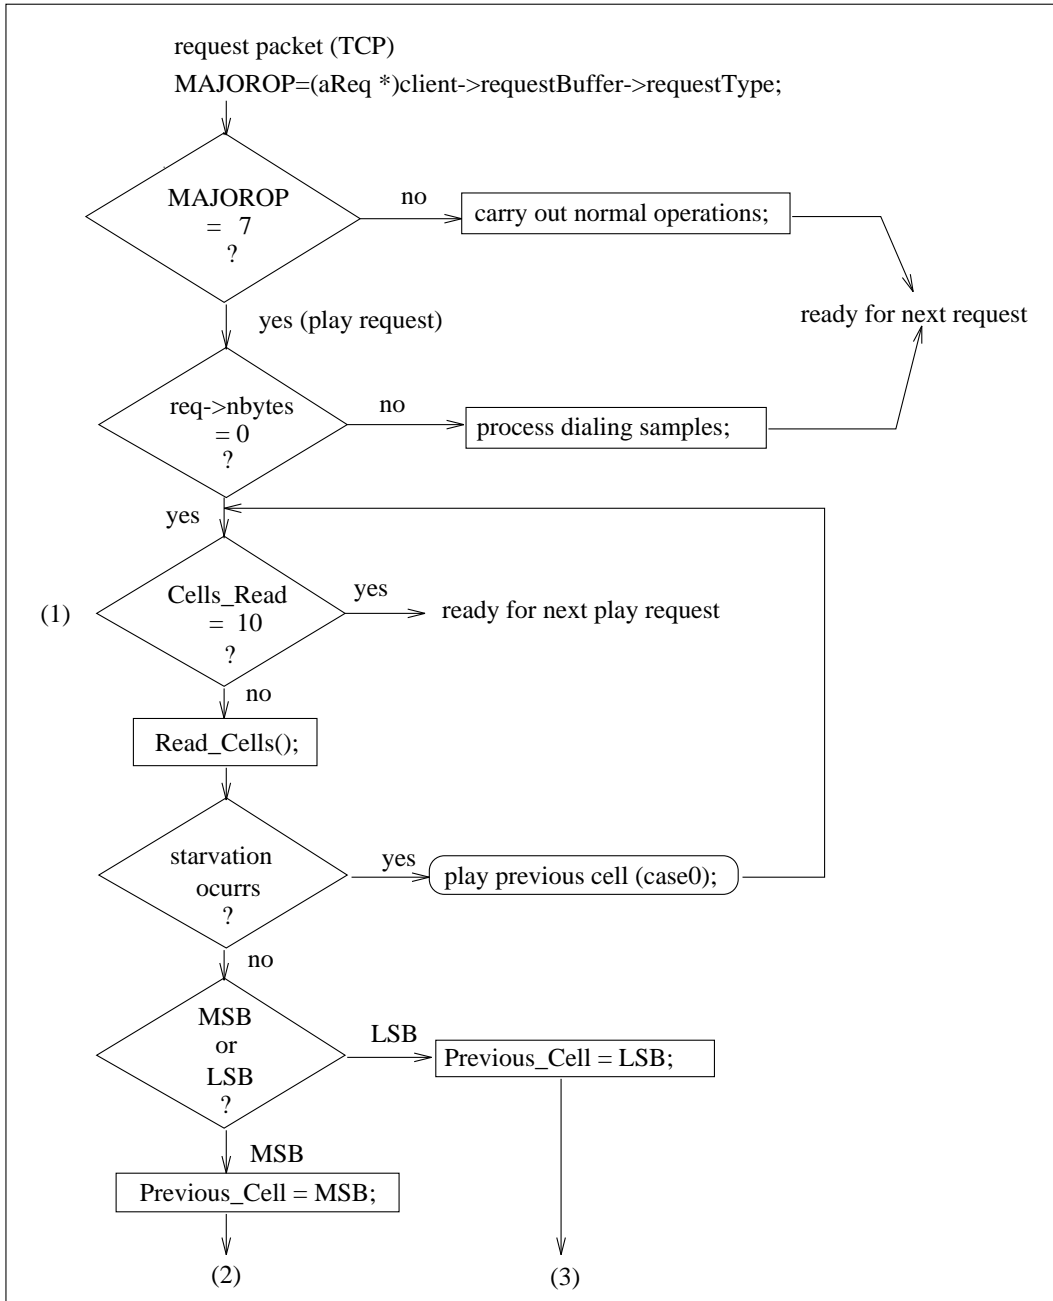 request packet (TCP)
MAJOROP=(aReq *)client->requestBuffer->requestType;
MAJOROP
= 7
?
no
carry out normal operations;
yes (play request)
ready for next request
req->nbytes
= 0
?
no
process dialing samples;
yes
(1)
Cells_Read
= 10
?
yes
ready for next play request
no
Read_Cells();
starvation
ocurrs
?
yes
play previous cell (case0);
no
MSB
or
LSB
?
LSB
Previous_Cell = LSB;
MSB
Previous_Cell = MSB;
(2)
(3)